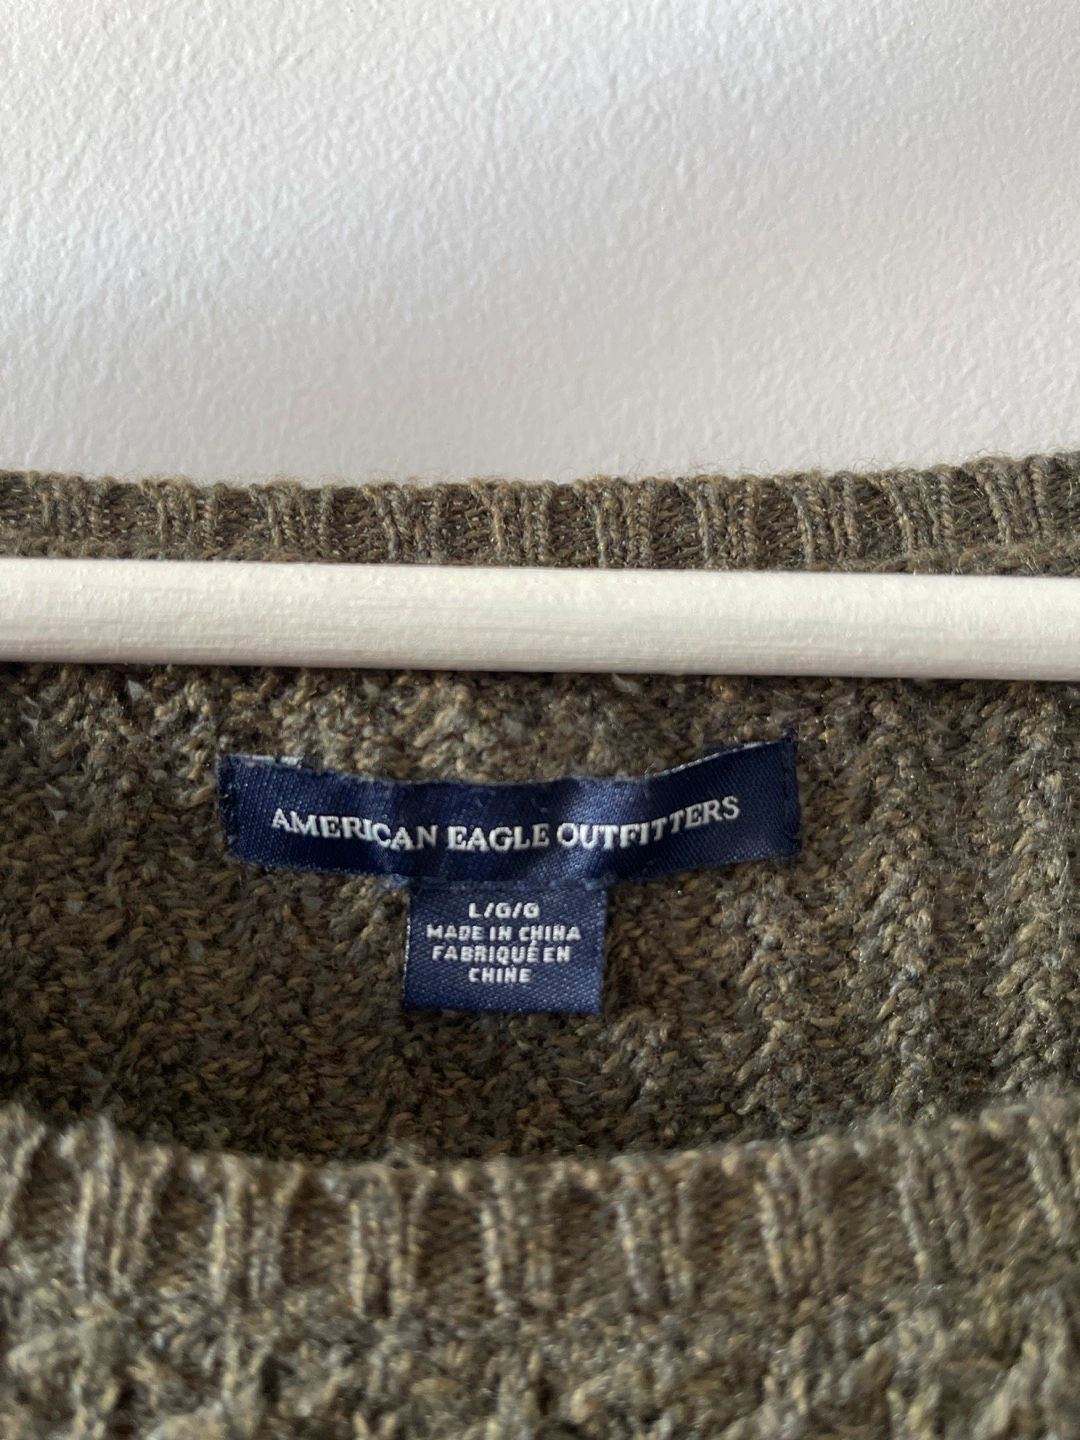 AMERICAN EAGLE OUTFITTERS
L/G/G
MADE IN CHINA
FABRIQUÉ EN
CHINE